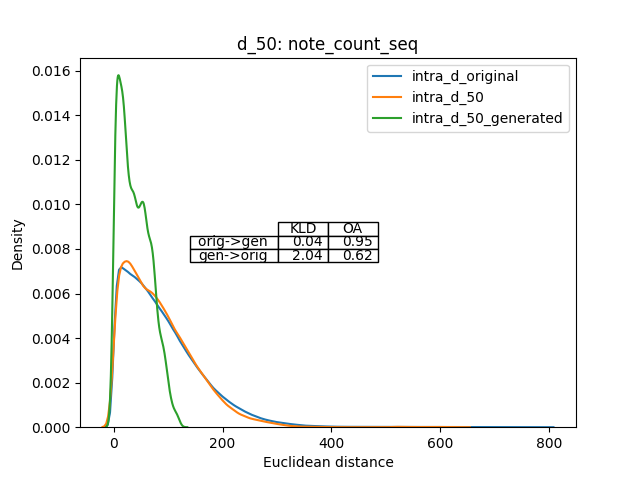 d_50: note_count_seq
0.016
0.014
0.012
0.010
0.008
0.006
0.004
0.002
0.000
Density
intra_d_original
intra_d_50
intra_d_50_generated
KLD OA
orig->gen 0.04 0.95
gen->orig 2.04 0.62
0 200 400 600 800
Euclidean distance